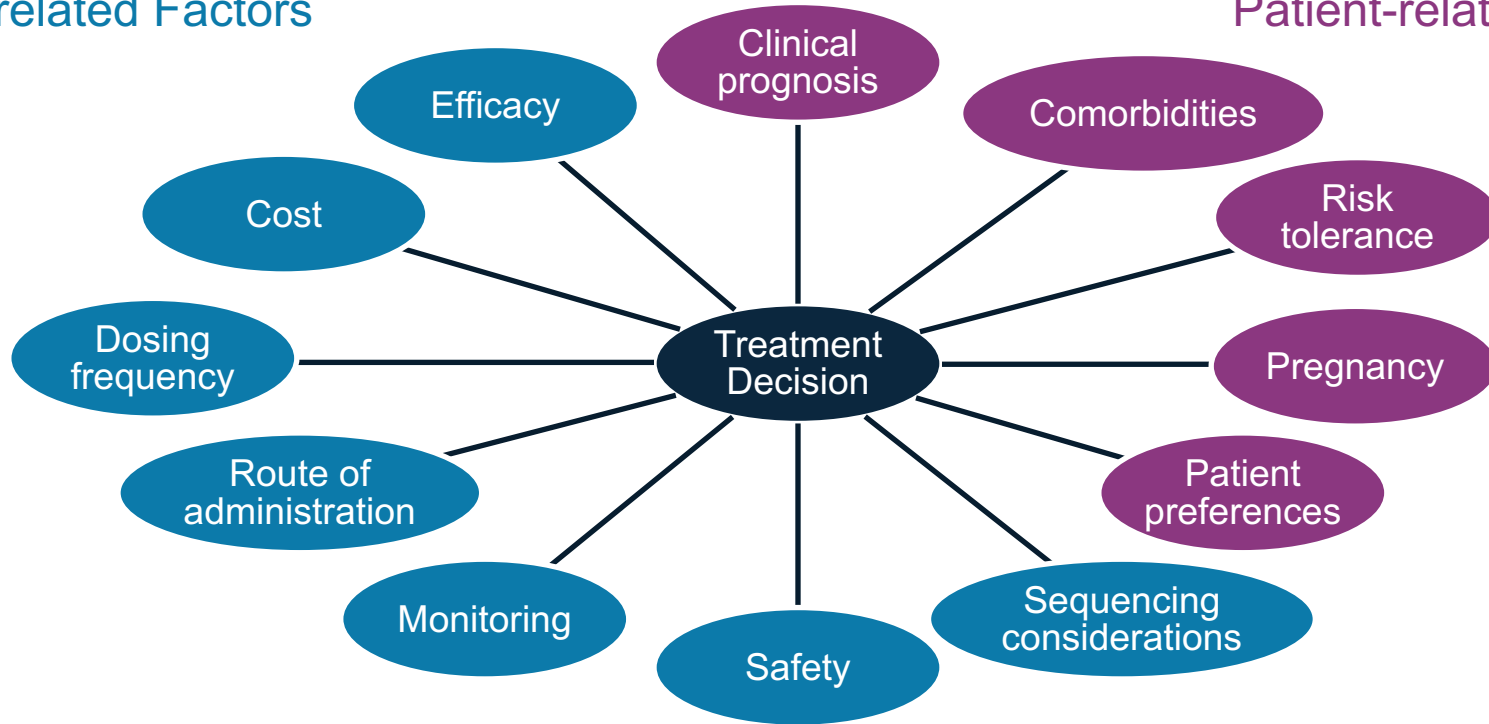 related Factors
Patient-relat
Clinical
prognosis
Efficacy
Comorbidities
Cost
Risk
tolerance
Dosing
frequency
Treatment
Decision
Pregnancy
Route of
administration
Patient
preferences
Monitoring
Safety
Sequencing
considerations